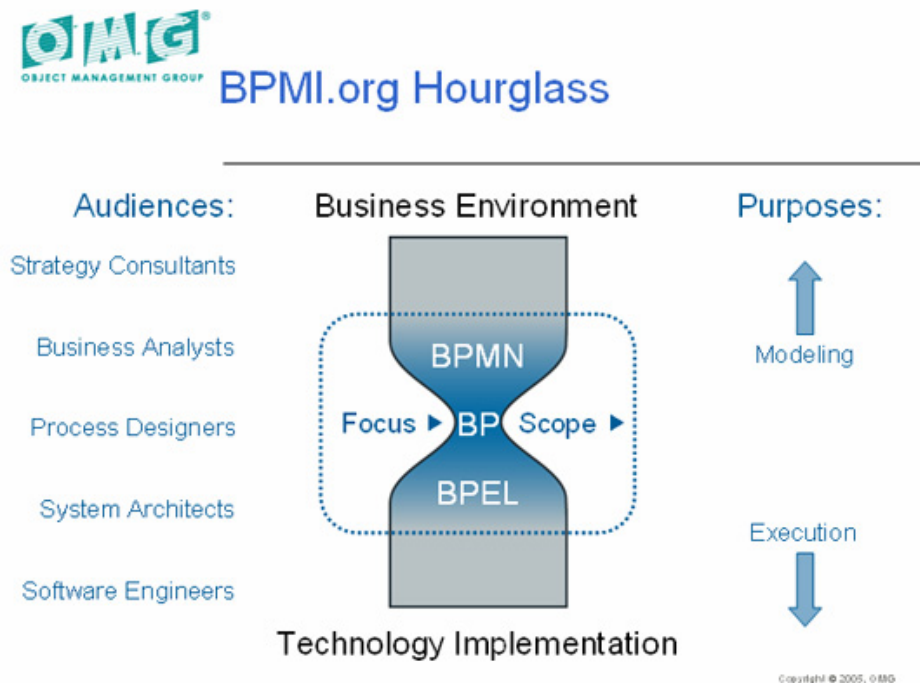 OMG®
OBJECT MANAGEMENT GROUP
BPMI.org Hourglass
Audiences:
Business Environment
Purposes:
Strategy Consultants
Business Analysts
BPMN
Modeling
Process Designers
Focus
BP
Scope
System Architects
BPEL
Execution
Software Engineers
Technology Implementation
Copyright © 2005, OMG